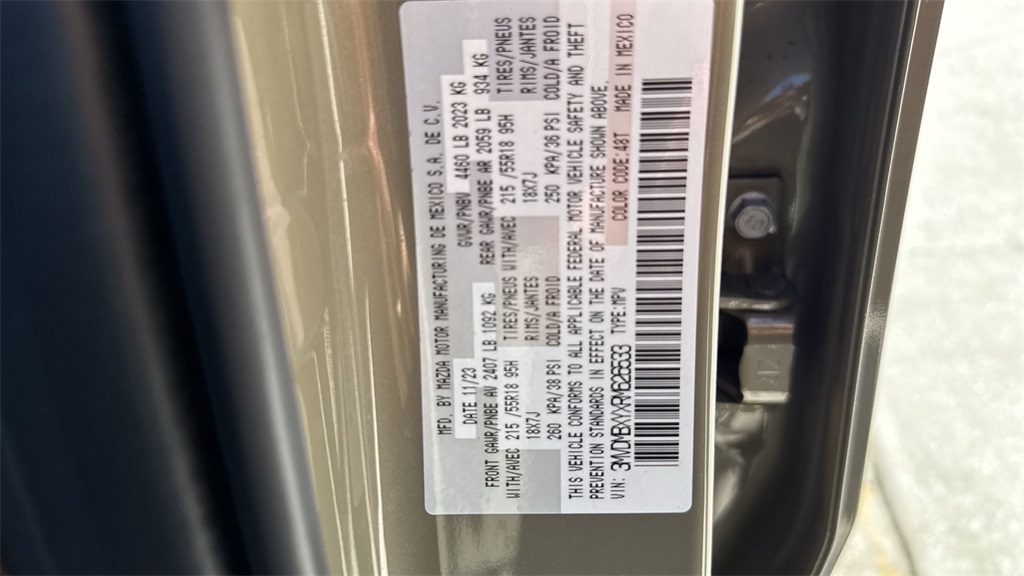 MFD. BY MAZDA MOTOR MANUFACTURING DE MEXICO S.A. DE C.V.
DATE 11/23 GVWR/PNBV 4460 LB 2023 KG
FRONT GAWR/PNBE AV 2407 LB 1092 KG REAR GAWR/PNBE AR 2059 LB 934 KG
WITH/AVEC 215 /55R18 95H TIRES/PNEUS WITH/AVEC 215 /55R18 95H TIRES/PNEUS
18X7J RIMS/JANTES 18X7J RIMS/JANTES
260 KPA/38 PSI COLD/A FROID 250 KPA/36 PSI COLD/A FROID
THIS VEHICLE CONFORMS TO ALL APPLICABLE FEDERAL MOTOR VEHICLE SAFETY AND THEFT
PREVENTION STANDARDS IN EFFECT ON THE DATE OF MANUFACTURE SHOWN ABOVE.
VIN: TYPE:MPV COLOR CODE:48T MADE IN MEXICO